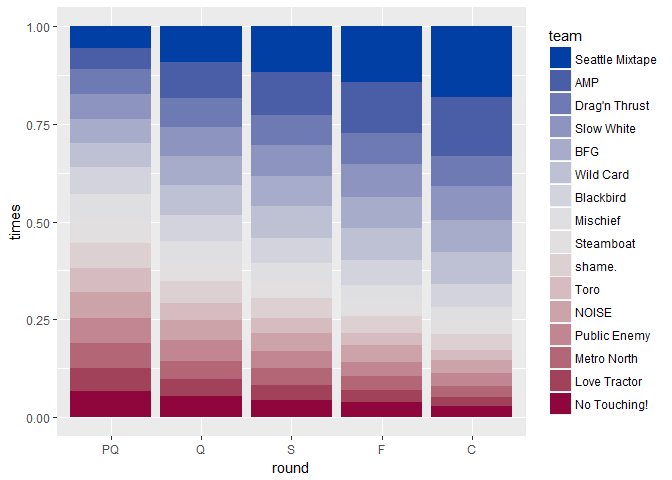 1.00
0.75
0.50
0.25
0.00
times
PQ Q S F C
round
team
Seattle Mixtape
AMP
Drag'n Thrust
Slow White
BFG
Wild Card
Blackbird
Mischief
Steamboat
shame.
Toro
NOISE
Public Enemy
Metro North
Love Tractor
No Touching!